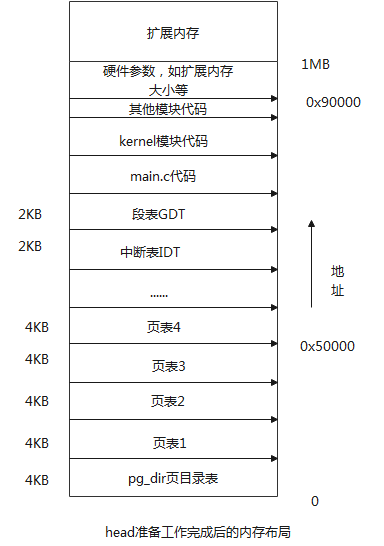 扩展内存
1MB
硬件参数，如扩展内存
大小等
0x90000
其他模块代码
kernel模块代码
main.c代码
2KB
段表GDT
2KB
中断表IDT
地
址
......
4KB
页表4
0x50000
4KB
页表3
4KB
页表2
4KB
页表1
4KB
pg_dir页目录表
0
head准备工作完成后的内存布局